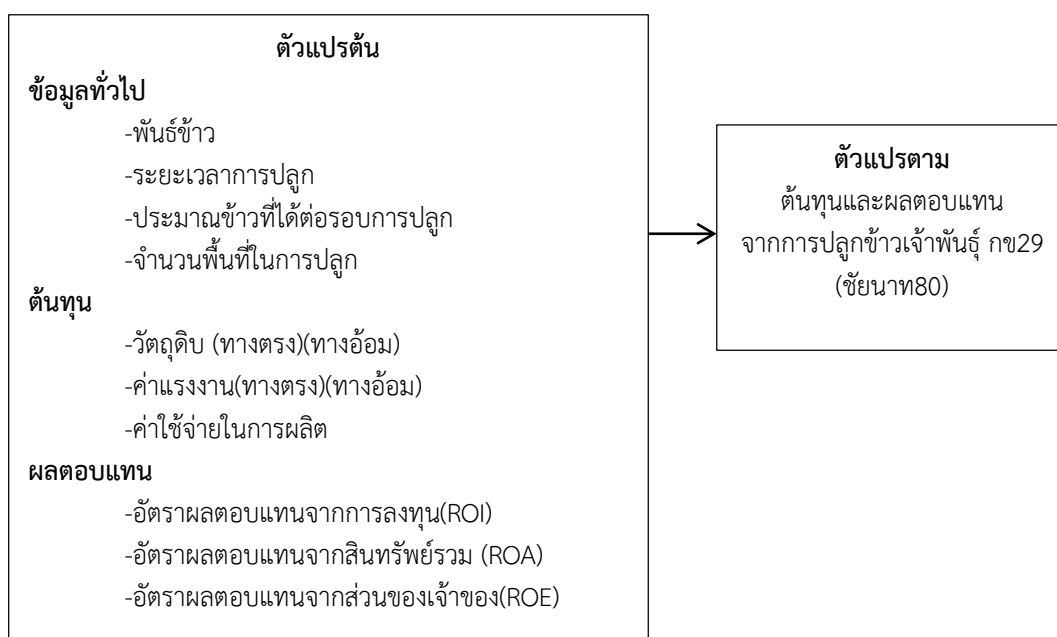 ตัวแปรต้น
ข้อมูลทั่วไป
-พันธ์ข้าว
-ระยะเวลาการปลูก
-ประมาณข้าวที่ได้ต่อรอบการปลูก
-จำนวนพื้นที่ในการปลูก
ต้นทุน
-วัตถุดิบ (ทางตรง)(ทางอ้อม)
-ค่าแรงงาน(ทางตรง)(ทางอ้อม)
-ค่าใช้จ่ายในการผลิต
ผลตอบแทน
-อัตราผลตอบแทนจากการลงทุน(ROI)
-อัตราผลตอบแทนจากสินทรัพย์รวม (ROA)
-อัตราผลตอบแทนจากส่วนของเจ้าของ(ROE)
ตัวแปรตาม
ต้นทุนและผลตอบแทน
จากการปลูกข้าวเจ้าพันธุ์ กข29
(ชัยนาท80)